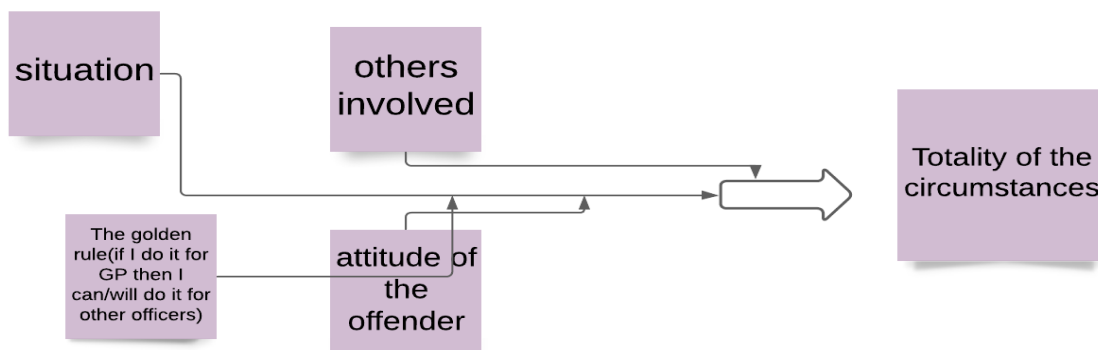 situation
others
involved
Totality of the
circumstances
The golden
rule(if I do it for
GP then I
can/will do it for
other officers)
attitude of
the
offender